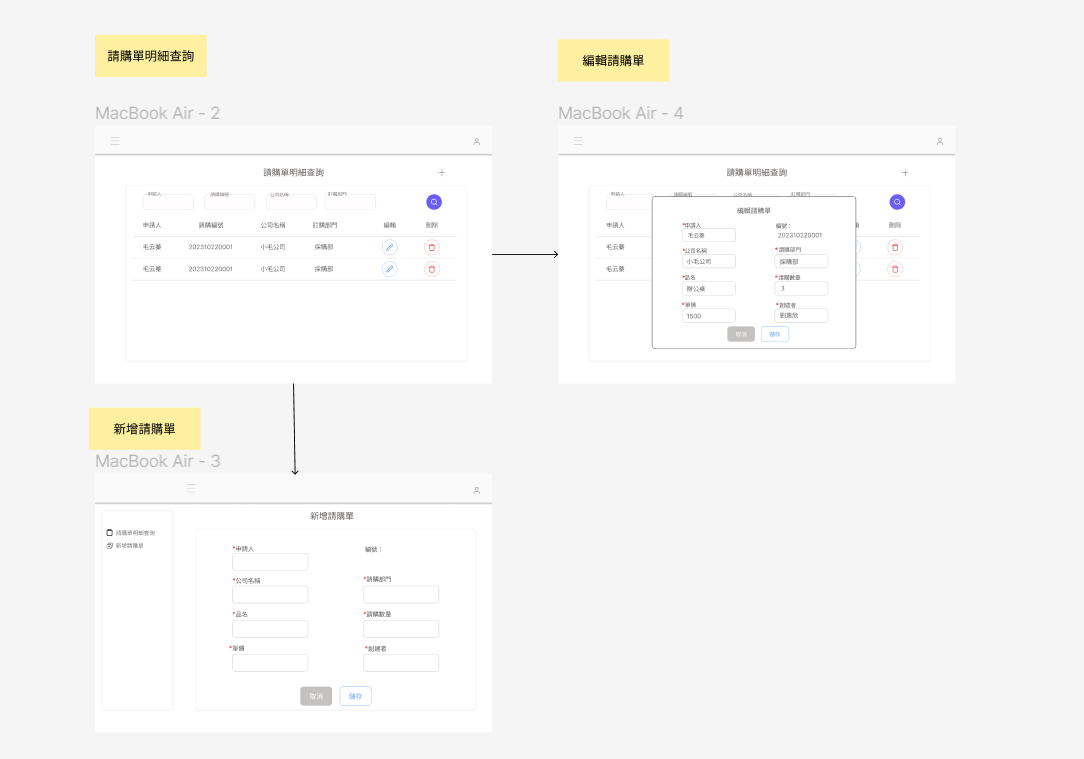 請購單明細查詢
MacBook Air - 2
請購單明細查詢
申請人 請購編號 公司名稱 訂購部門
申請人 請購編號 公司名稱 訂購部門 編輯 刪除
毛云蓁 202310220001 小毛公司 採購部
毛云蓁 202310220001 小毛公司 採購部
編輯請購單
MacBook Air - 4
請購單明細查詢
申請人 請購編號 公司名稱 訂購部門
申請人 刪除
毛云蓁
毛云蓁
編輯請購單
*申請人 編號：
毛云蓁 202310220001
*公司名稱 *請購部門
小毛公司 採購部
*品名 *請購數量
辦公桌 3
*單價 *創建者
1500
取消 儲存
新增請購單
MacBook Air - 3
新增請購單
請購單明細查詢
新增請購單
*申請人 編號：
*公司名稱 *請購部門
*品名 *請購數量
*單價 *創建者
取消 儲存